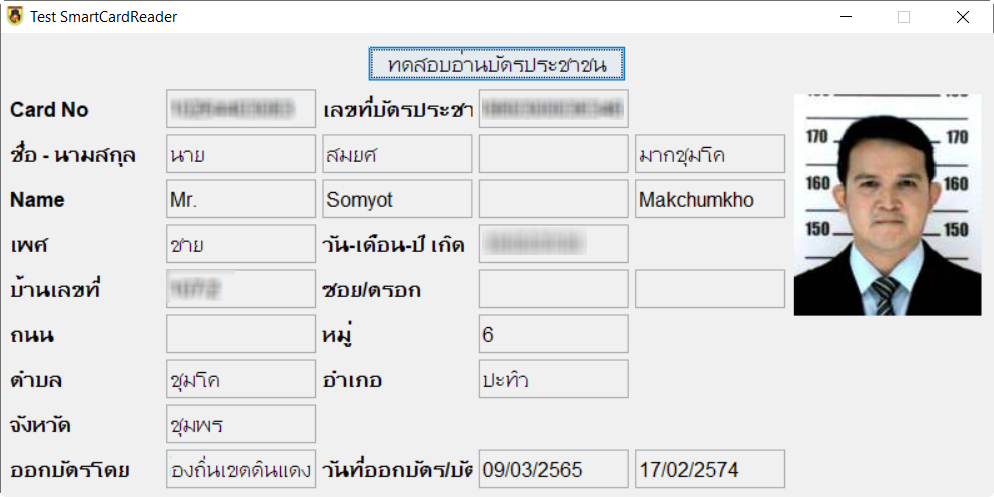 Test SmartCardReader
ทดสอบอ่านบัตรประชาชน
Card No เลขที่บัตรประชา
ชื่อ - นามสกุล นาย สมยศ มากชุมโค
Name Mr. Somyot Makchumkho
เพศ ชาย วัน-เดือน-ปี เกิด
บ้านเลขที่ ซอย/ตรอก
ถนน หมู่ 6
ตำบล ชุมโค อำเภอ ปะทิว
จังหวัด ชุมพร
ออกบัตรโดย องถิ่นเขตดินแดง วันที่ออกบัตร/บัต 09/03/2565 17/02/2574
170 170
160 160
150 150